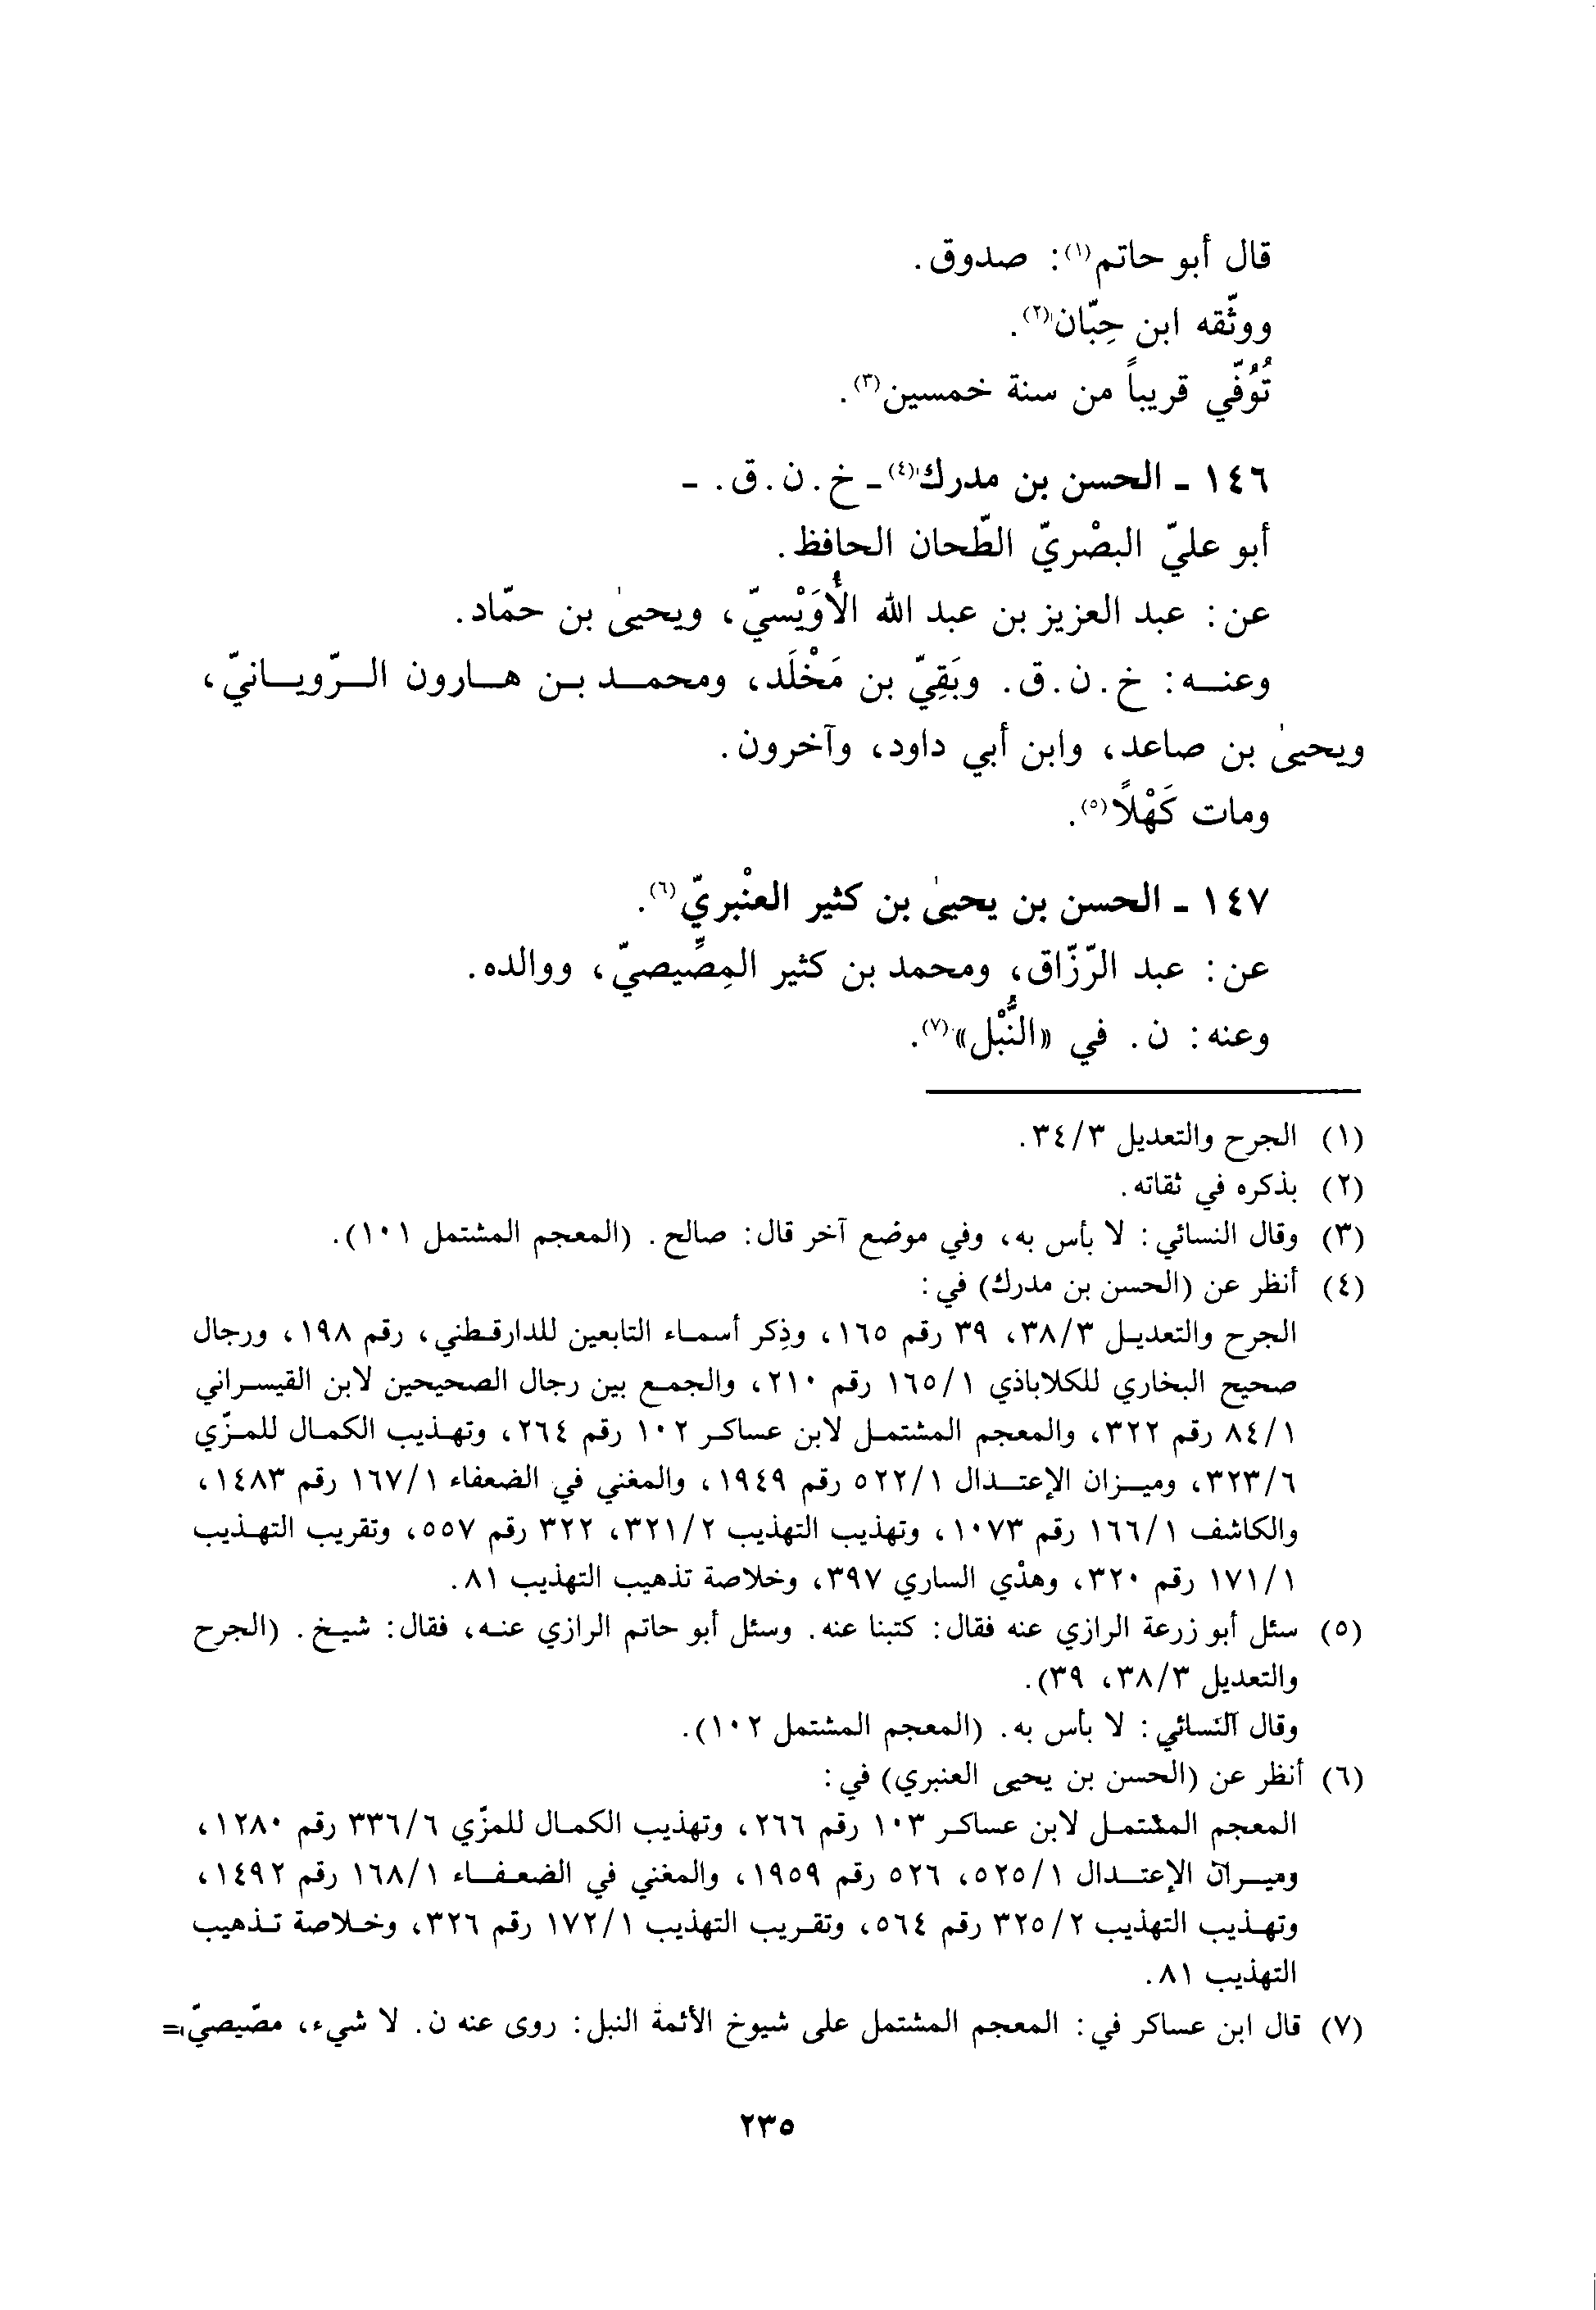 قال أبو حاتم(١): صدوق.
ووثّقه ابن حِبّان(٢).
تُوُفّي قريباً من سنة خمسين(٣).
١٤٦ - الحسن بن مدرك(٤) - خ. ن. ق. -
أبو عليّ البصْريّ الطّحان الحافظ.
عن: عبد العزيز بن عبد الله الأُوَيْسيّ، ويحيىٰ بن حمّاد.
وعنه: خ. ن. ق. وبَقِيّ بن مَخْلَد، ومحمد بن هارون الرّويانيّ،
ويحيىٰ بن صاعد، وابن أبي داود، وآخرون.
ومات كَهْلًا(٥).
١٤٧ - الحسن بن يحيىٰ بن كثير العنْبريّ(٦).
عن: عبد الرّزّاق، ومحمد بن كثير المِصِّيصيّ، ووالده.
وعنه: ن. في «النُّبْل»(٧).
(١) الجرح والتعديل ٣/٣٤.
(٢) بذكره في ثقاته.
(٣) وقال النسائي: لا بأس به، وفي موضع آخر قال: صالح. (المعجم المشتمل ١٠١).
(٤) أنظر عن (الحسن بن مدرك) في:
الجرح والتعديل ٣/٣٨، ٣٩ رقم ١٦٥، وذِكر أسماء التابعين للدارقطني، رقم ١٩٨، ورجال
صحيح البخاري للكلاباذي ١/١٦٥ رقم ٢١٠، والجمع بين رجال الصحيحين لابن القيسراني
١/٨٤ رقم ٣٢٢، والمعجم المشتمل لابن عساكر ١٠٢ رقم ٢٦٤، وتهذيب الكمال للمزّي
٦/٣٢٣، وميزان الإعتدال ١/٥٢٢ رقم ١٩٤٩، والمغني في الضعفاء ١/١٦٧ رقم ١٤٨٣،
والكاشف ١/١٦٦ رقم ١٠٧٣، وتهذيب التهذيب ٢/٣٢١، ٣٢٢ رقم ٥٥٧، وتقريب التهذيب
١/١٧١ رقم ٣٢٠، وهدْي الساري ٣٩٧، وخلاصة تذهيب التهذيب ٨١.
(٥) سئل أبو زرعة الرازي عنه فقال: كتبنا عنه. وسئل أبو حاتم الرازي عنه، فقال: شيخ. (الجرح
والتعديل ٣/٣٨، ٣٩).
وقال النسائي: لا بأس به. (المعجم المشتمل ١٠٢).
(٦) أنظر عن (الحسن بن يحيى العنبري) في:
المعجم المشتمل لابن عساكر ١٠٣ رقم ٢٦٦، وتهذيب الكمال للمزّي ٦/٣٣٦ رقم ١٢٨٠،
وميزان الإعتدال ١/٥٢٥، ٥٢٦ رقم ١٩٥٩، والمغني في الضعفاء ١/١٦٨ رقم ١٤٩٢،
وتهذيب التهذيب ٢/٣٢٥ رقم ٥٦٤، وتقريب التهذيب ١/١٧٢ رقم ٣٢٦، وخلاصة تذهيب
التهذيب ٨١.
(٧) قال ابن عساكر في: المعجم المشتمل على شيوخ الأئمة النبل: روى عنه ن. لا شيء، مصّيصيّ، =
٢٣٥